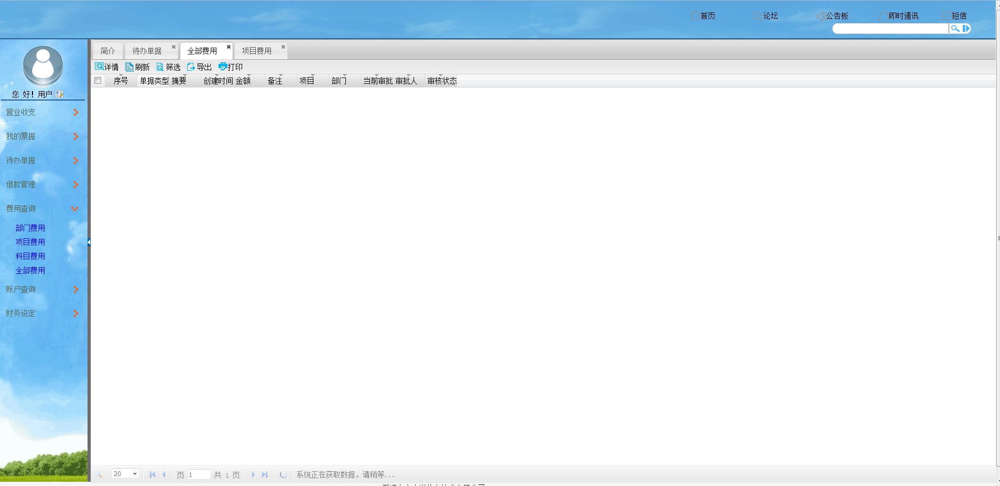 首页 论坛 公告板 即时通讯 短信
您 好！用户
营业收支
我的票据
待办单据
借款管理
费用查询
部门费用
项目费用
科目费用
全部费用
账户查询
财务设定
简介 待办单据 全部费用 项目费用
详情 刷新 筛选 导出 打印
序号 单据类型 摘要 创建时间 金额 备注 项目 部门 当前审批 审批人 审核状态
20 页 1 共 1 页 系统正在获取数据，请稍等...